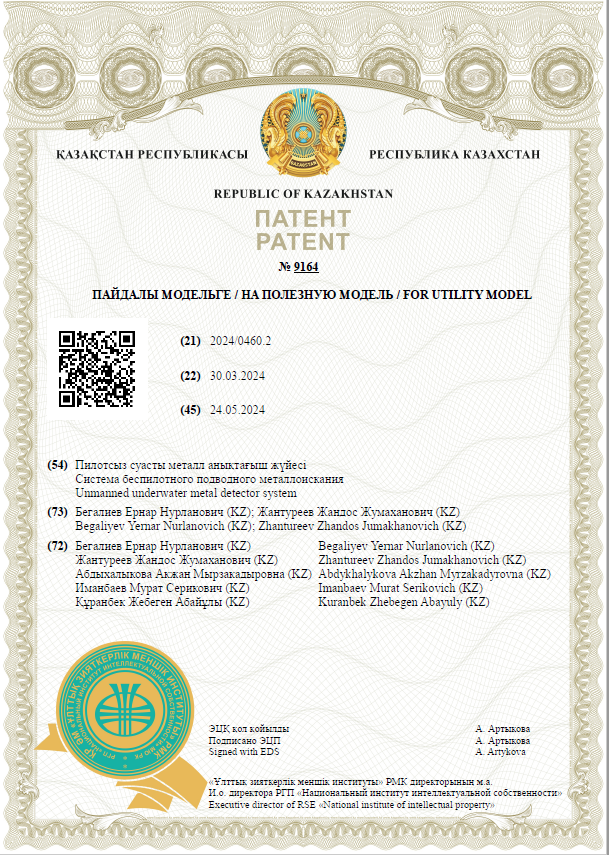 ҚАЗАҚСТАН РЕСПУБЛИКАСЫ
РЕСПУБЛИКА КАЗАХСТАН
REPUBLIC OF KAZAKHSTAN
ПАТЕНТ
PATENT
№ 9164
ПАЙДАЛЫ МОДЕЛЬГЕ / НА ПОЛЕЗНУЮ МОДЕЛЬ / FOR UTILITY MODEL
(21) 2024/0460.2
(22) 30.03.2024
(45) 24.05.2024
(54) Пилотсыз суасты металл анықтағыш жүйесі
Система беспилотного подводного металлоискания
Unmanned underwater metal detector system
(73) Бегалиев Ернар Нурланович (KZ); Жантуреев Жандос Жумаханович (KZ)
Begaliyev Yernar Nurlanovich (KZ); Zhantureev Zhandos Jumakhanovich (KZ)
(72) Бегалиев Ернар Нурланович (KZ) Begaliyev Yernar Nurlanovich (KZ)
Жантуреев Жандос Жумаханович (KZ) Zhantureev Zhandos Jumakhanovich (KZ)
Абдыхалыкова Акжан Мырзакадыровна (KZ) Abdykhalykova Akzhan Myrzakadyrovna (KZ)
Иманбаев Мурат Серикович (KZ) Imanbaev Murat Serikovich (KZ)
Құранбек Жебеген Абайұлы (KZ) Kuranbek Zhebegen Abayuly (KZ)
ЭЦҚ қол қойылды А. Артыкова
Подписано ЭЦП А. Артыкова
Signed with EDS A. Artykova
«Ұлттық зияткерлік меншік институты» РМК директорының м.а.
И.о. директора РГП «Национальный институт интеллектуальной собственности»
Executive director of RSE «National institute of intellectual property»